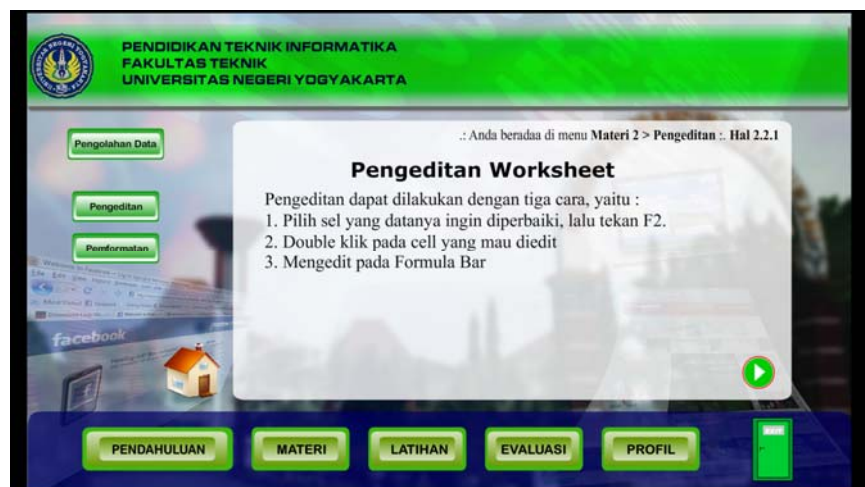 PENDIDIKAN TEKNIK INFORMATIKA
FAKULTAS TEKNIK
UNIVERSITAS NEGERI YOGYAKARTA
Pengolahan Data
Pengeditan
Pemformatan
.: Anda beradaa di menu Materi 2 > Pengeditan :. Hal 2.2.1
Pengeditan Worksheet
Pengeditan dapat dilakukan dengan tiga cara, yaitu :
1. Pilih sel yang datanya ingin diperbaiki, lalu tekan F2.
2. Double klik pada cell yang mau diedit
3. Mengedit pada Formula Bar
facebook
PENDAHULUAN
MATERI
LATIHAN
EVALUASI
PROFIL
EXIT